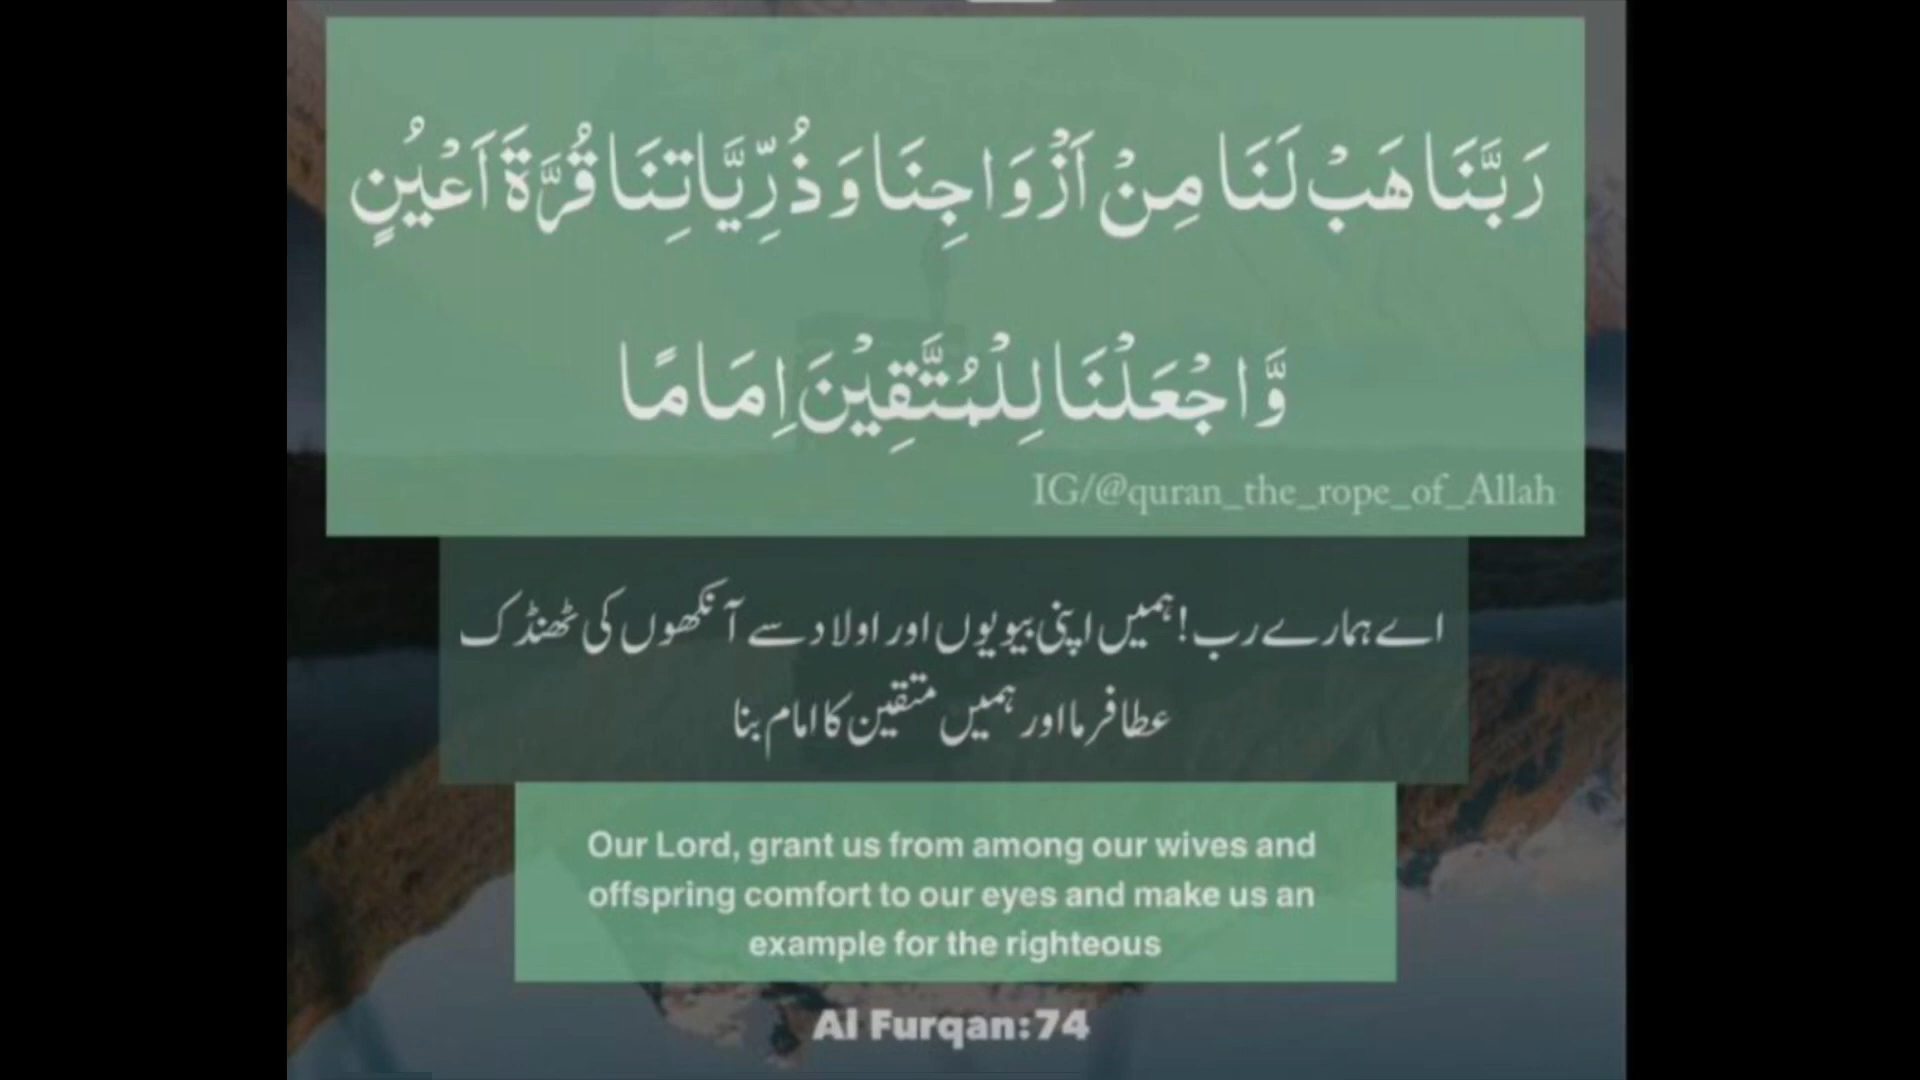 رَبَّنَا هَبْ لَنَا مِنْ اَزْوَاجِنَا وَذُرِّيَّاتِنَا قُرَّةَ اَعْيُنٍ
وَّاجْعَلْنَا لِلْمُتَّقِيْنَ اِمَامًا
IG/@quran_the_rope_of_Allah
اے ہمارے رب! ہمیں اپنی بیویوں اور اولاد سے آنکھوں کی ٹھنڈک
عطا فرما اور ہمیں متقین کا امام بنا
Our Lord, grant us from among our wives and
offspring comfort to our eyes and make us an
example for the righteous
Al Furqan:74